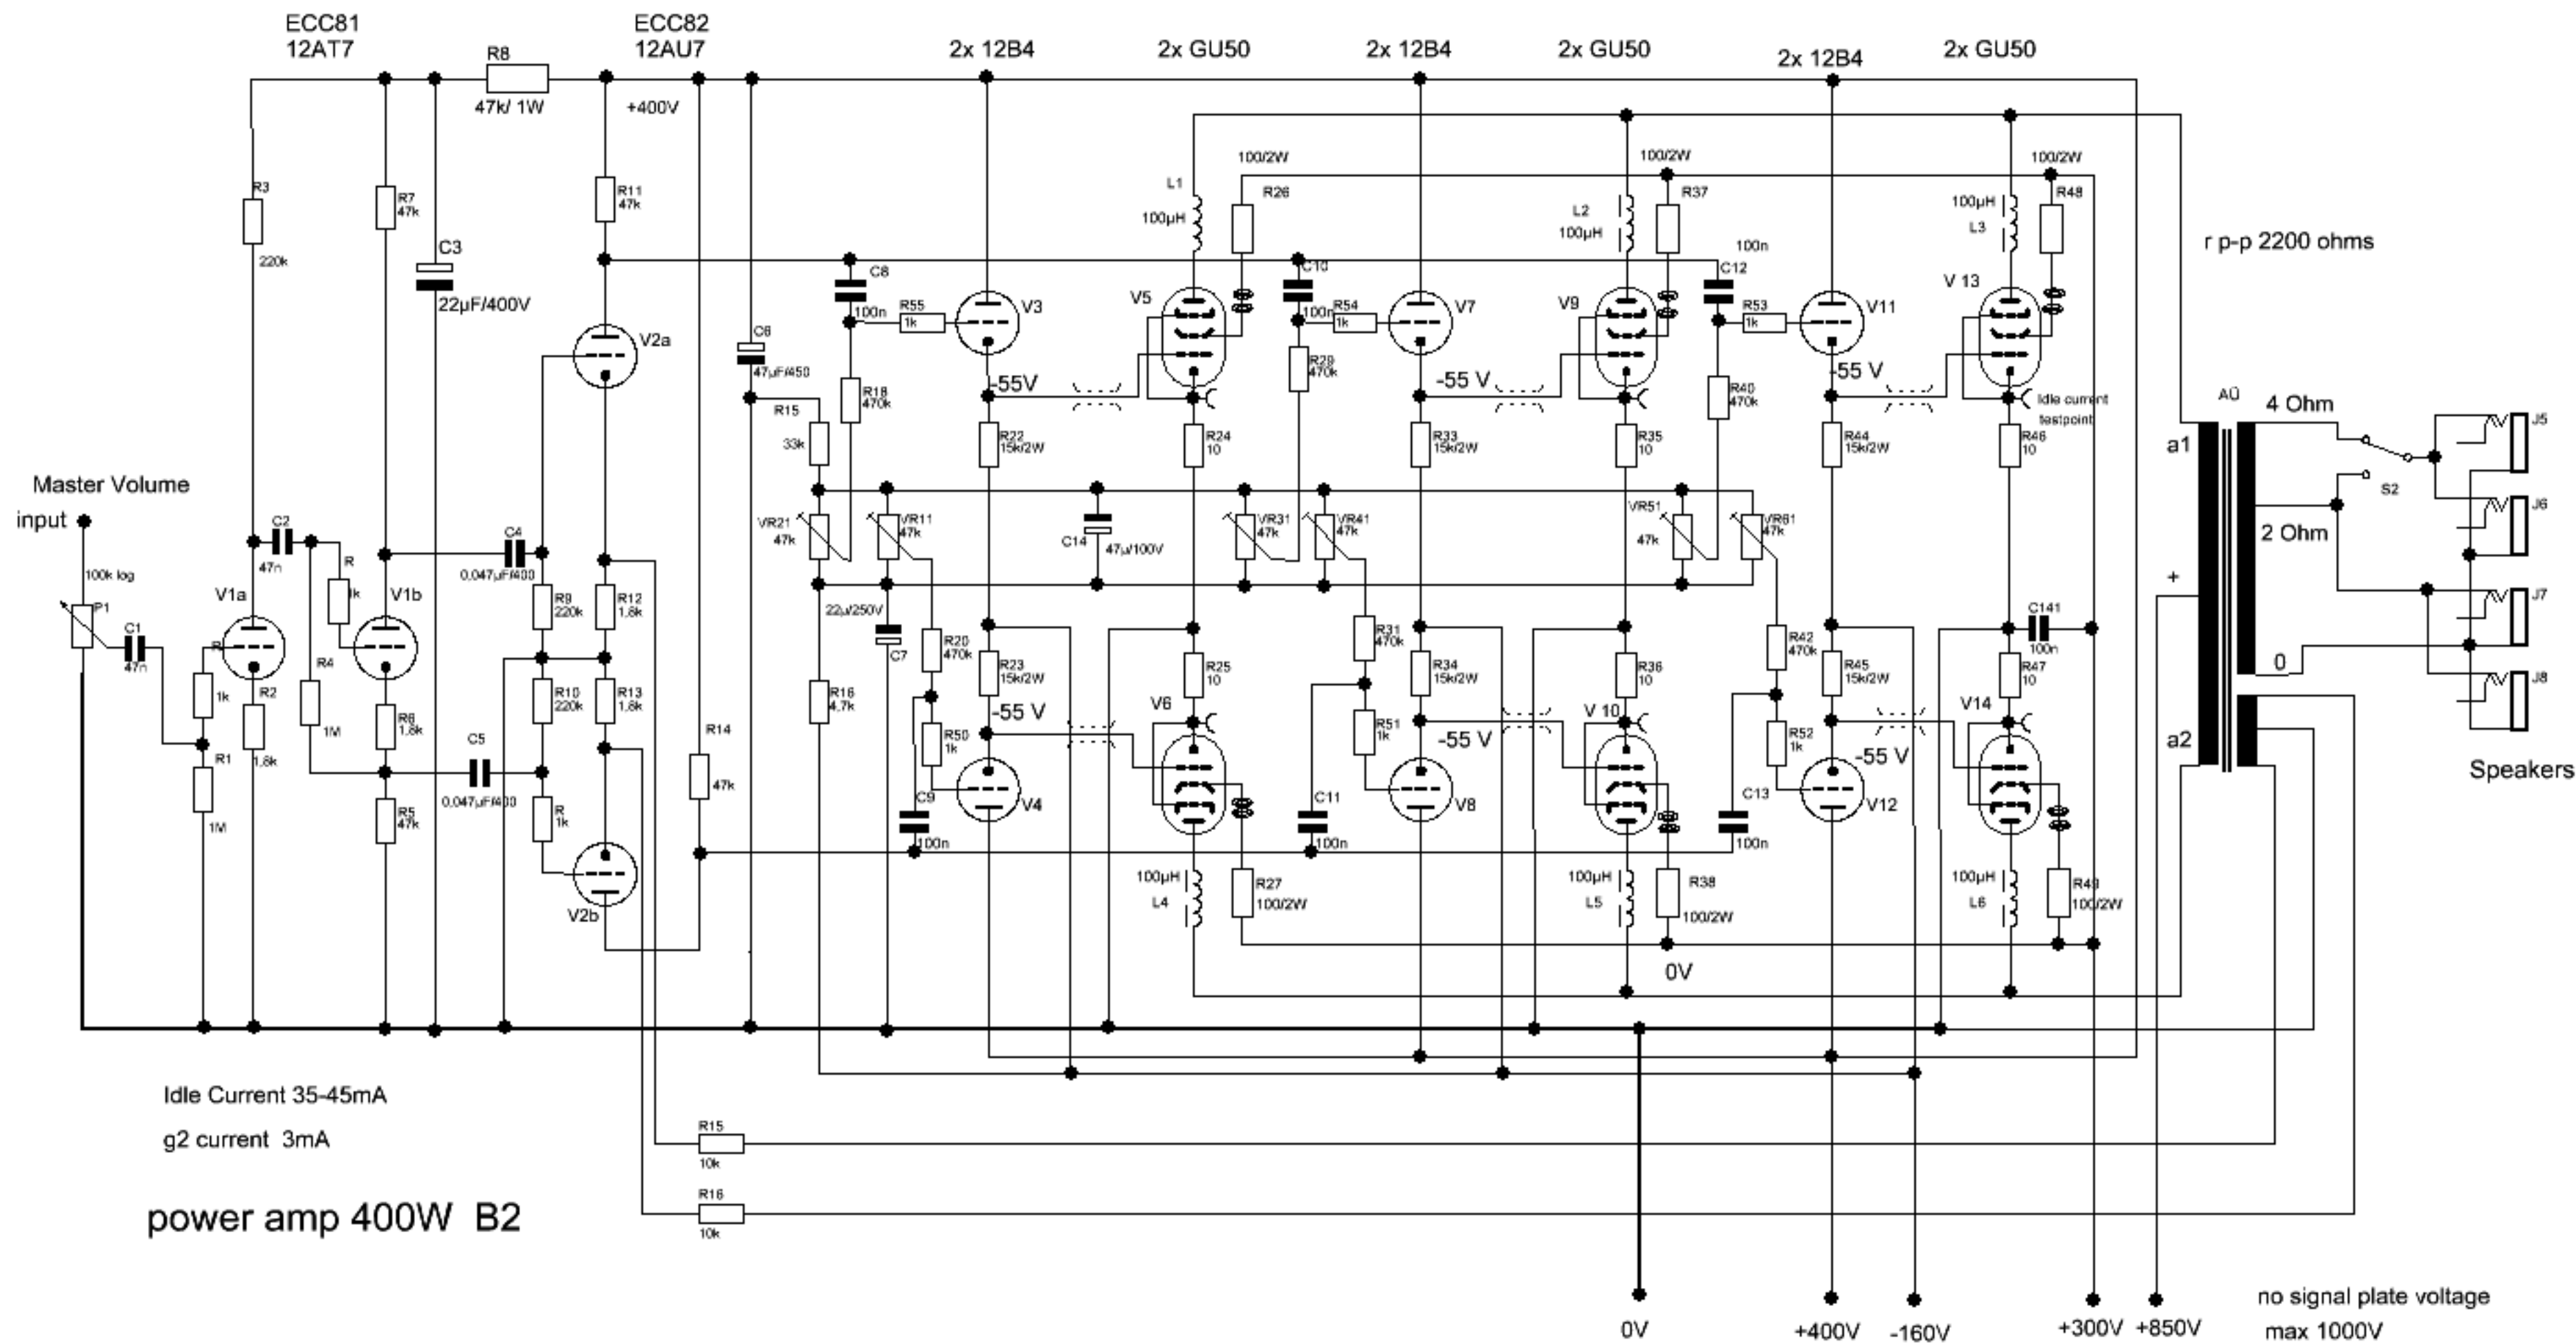 ECC81
12AT7
ECC82
12AU7
2x 12B4
2x GU50
2x 12B4
2x GU50
2x 12B4
2x GU50
R8
47k/ 1W
+400V
R3
220k
R7
47k
C3
22µF/400V
R11
47k
V2a
C6
47µF/450
C8
100n
R55
1k
V3
R18
470k
-55V
R15
33k
R22
15k/2W
L1
100µH
100/2W
R26
V5
R24
10
C10
100n
R54
1k
V7
R29
470k
-55 V
R33
15k/2W
L2
100µH
100/2W
R37
V9
R35
10
100n
C12
R53
1k
V11
R40
470k
-55 V
R44
15k/2W
100µH
L3
100/2W
R48
V 13
Idle current
testpoint
R46
10
r p-p 2200 ohms
AÜ
4 Ohm
a1
2 Ohm
+
0
a2
S2
J5
J6
J7
J8
Speakers
Master Volume
input
100k log
P1
C1
47n
V1a
R
1k
R1
1M
R2
1,8k
C2
47n
R
1k
R4
1M
V1b
R6
1,8k
R5
47k
C4
0,047µF/400
C5
0,047µF/400
R9
220k
R10
220k
R
1k
R12
1,8k
R13
1,8k
V2b
R14
47k
VR21
47k
VR11
47k
C14
47µ/100V
VR31
47k
VR41
47k
VR51
47k
VR61
47k
22µ/250V
C7
R16
4,7k
R20
470k
R50
1k
C9
100n
R23
15k/2W
-55 V
V4
R25
10
V6
100µH
L4
R27
100/2W
R31
470k
R51
1k
C11
100n
R34
15k/2W
-55 V
V8
R36
10
V 10
100µH
L5
R38
100/2W
0V
R42
470k
R52
1k
C13
100n
R45
15k/2W
-55 V
V12
C141
100n
R47
10
V14
100µH
L6
R49
100/2W
Idle Current 35-45mA
g2 current 3mA
power amp 400W B2
R15
10k
R16
10k
0V
+400V
-160V
+300V
+850V
no signal plate voltage
max 1000V